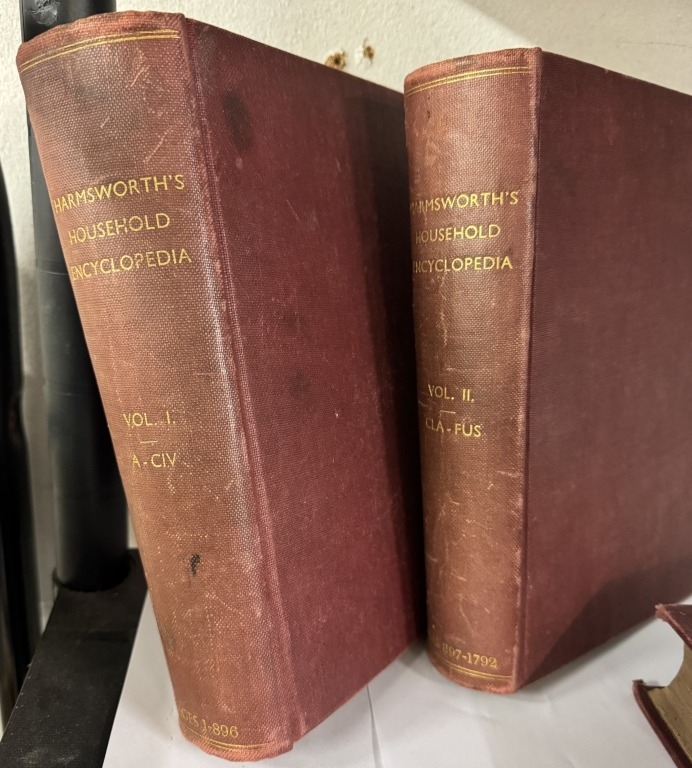 HARMSWORTH'S
HOUSEHOLD
ENCYCLOPEDIA
VOL. I.
A-CIV
1-896
HARMSWORTH'S
HOUSEHOLD
ENCYCLOPEDIA
VOL. II.
CLA-FUS
897-1792